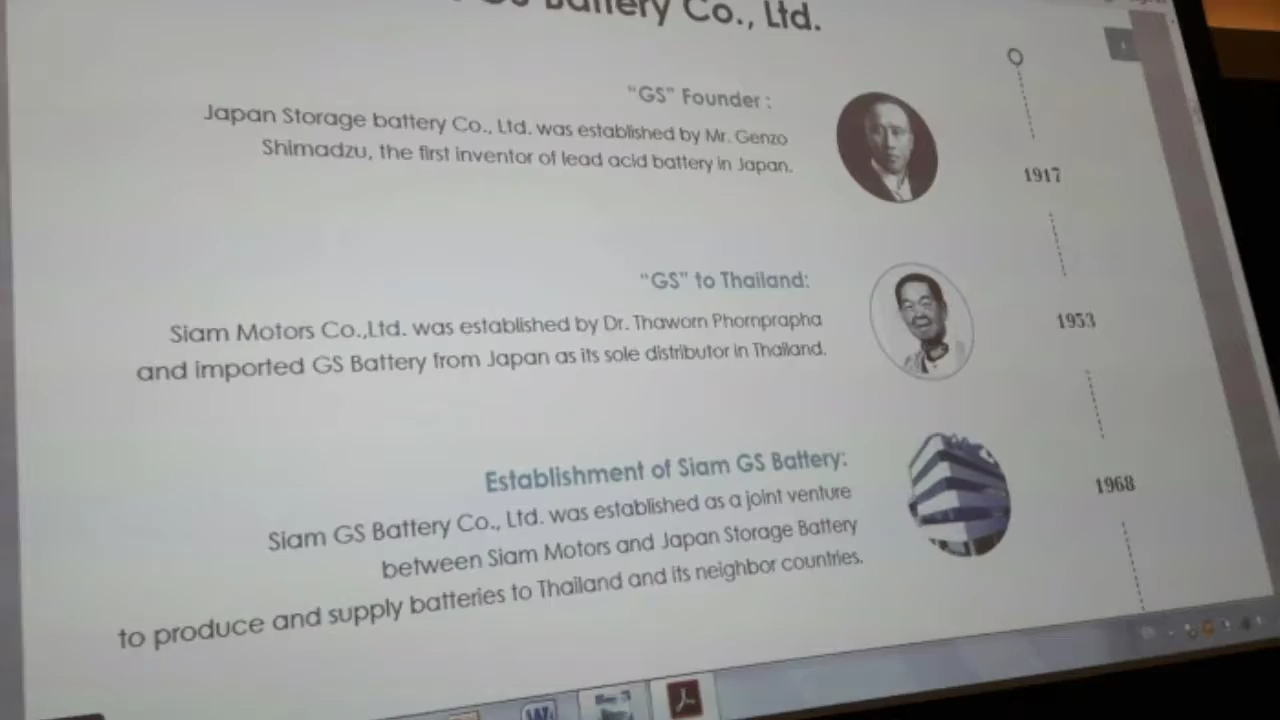 GS Battery Co., Ltd.
"GS" Founder :
Japan Storage battery Co., Ltd. was established by Mr. Genzo
Shimadzu, the first inventor of lead acid battery in Japan.
1917
"GS" to Thailand:
Siam Motors Co.,Ltd. was established by Dr. Thaworn Phornprapha
and imported GS Battery from Japan as its sole distributor in Thailand.
1953
Establishment of Siam GS Battery:
Siam GS Battery Co., Ltd. was established as a joint venture
between Siam Motors and Japan Storage Battery
to produce and supply batteries to Thailand and its neighbor countries.
1968
W